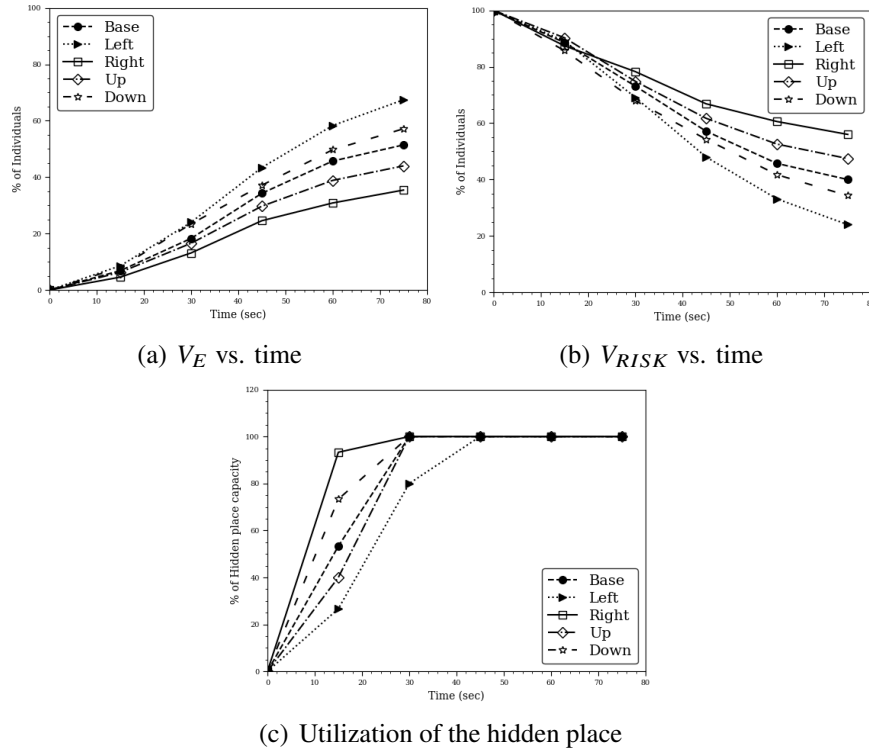 100
80
60
40
20
0
% of Individuals
Base
Left
Right
Up
Down
0 10 20 30 40 50 60 70 80
Time (sec)
(a) V_E vs. time
100
80
60
40
20
0
% of Individuals
Base
Left
Right
Up
Down
0 10 20 30 40 50 60 70 80
Time (sec)
(b) V_{RISK} vs. time
120
100
80
60
40
20
0
% of Hidden place capacity
Base
Left
Right
Up
Down
0 10 20 30 40 50 60 70 80
Time (sec)
(c) Utilization of the hidden place